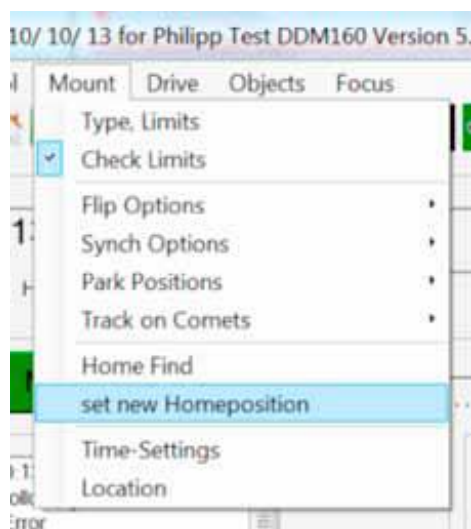 10/ 10/ 13 for Philipp Test DDM160 Version 5.
Mount Drive Objects Focus
Type, Limits
Check Limits
Flip Options
Synch Options
Park Positions
Track on Comets
Home Find
set new Homeposition
Time-Settings
Location
Error